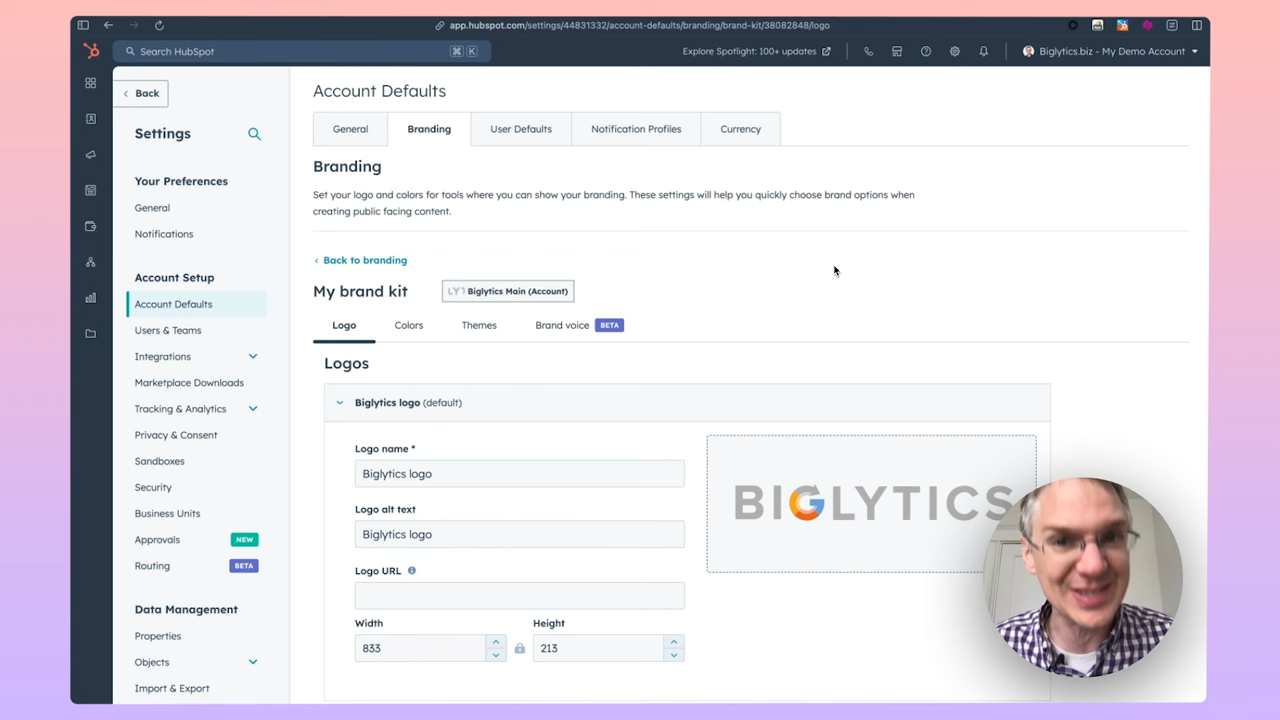 app.hubspot.com/settings/44831332/account-defaults/branding/brand-kit/38082848/logo
Search HubSpot
⌘ K
Explore Spotlight: 100+ updates
Biglytics.biz - My Demo Account
Back
Settings
Your Preferences
General
Notifications
Account Setup
Account Defaults
Users & Teams
Integrations
Marketplace Downloads
Tracking & Analytics
Privacy & Consent
Sandboxes
Security
Business Units
Approvals NEW
Routing BETA
Data Management
Properties
Objects
Import & Export
Account Defaults
General Branding User Defaults Notification Profiles Currency
Branding
Set your logo and colors for tools where you can show your branding. These settings will help you quickly choose brand options when
creating public facing content.
Back to branding
My brand kit
LYT Biglytics Main (Account)
Logo Colors Themes Brand voice BETA
Logos
Biglytics logo (default)
Logo name *
Biglytics logo
Logo alt text
Biglytics logo
Logo URL
Width Height
833 213
BIGLYTICS